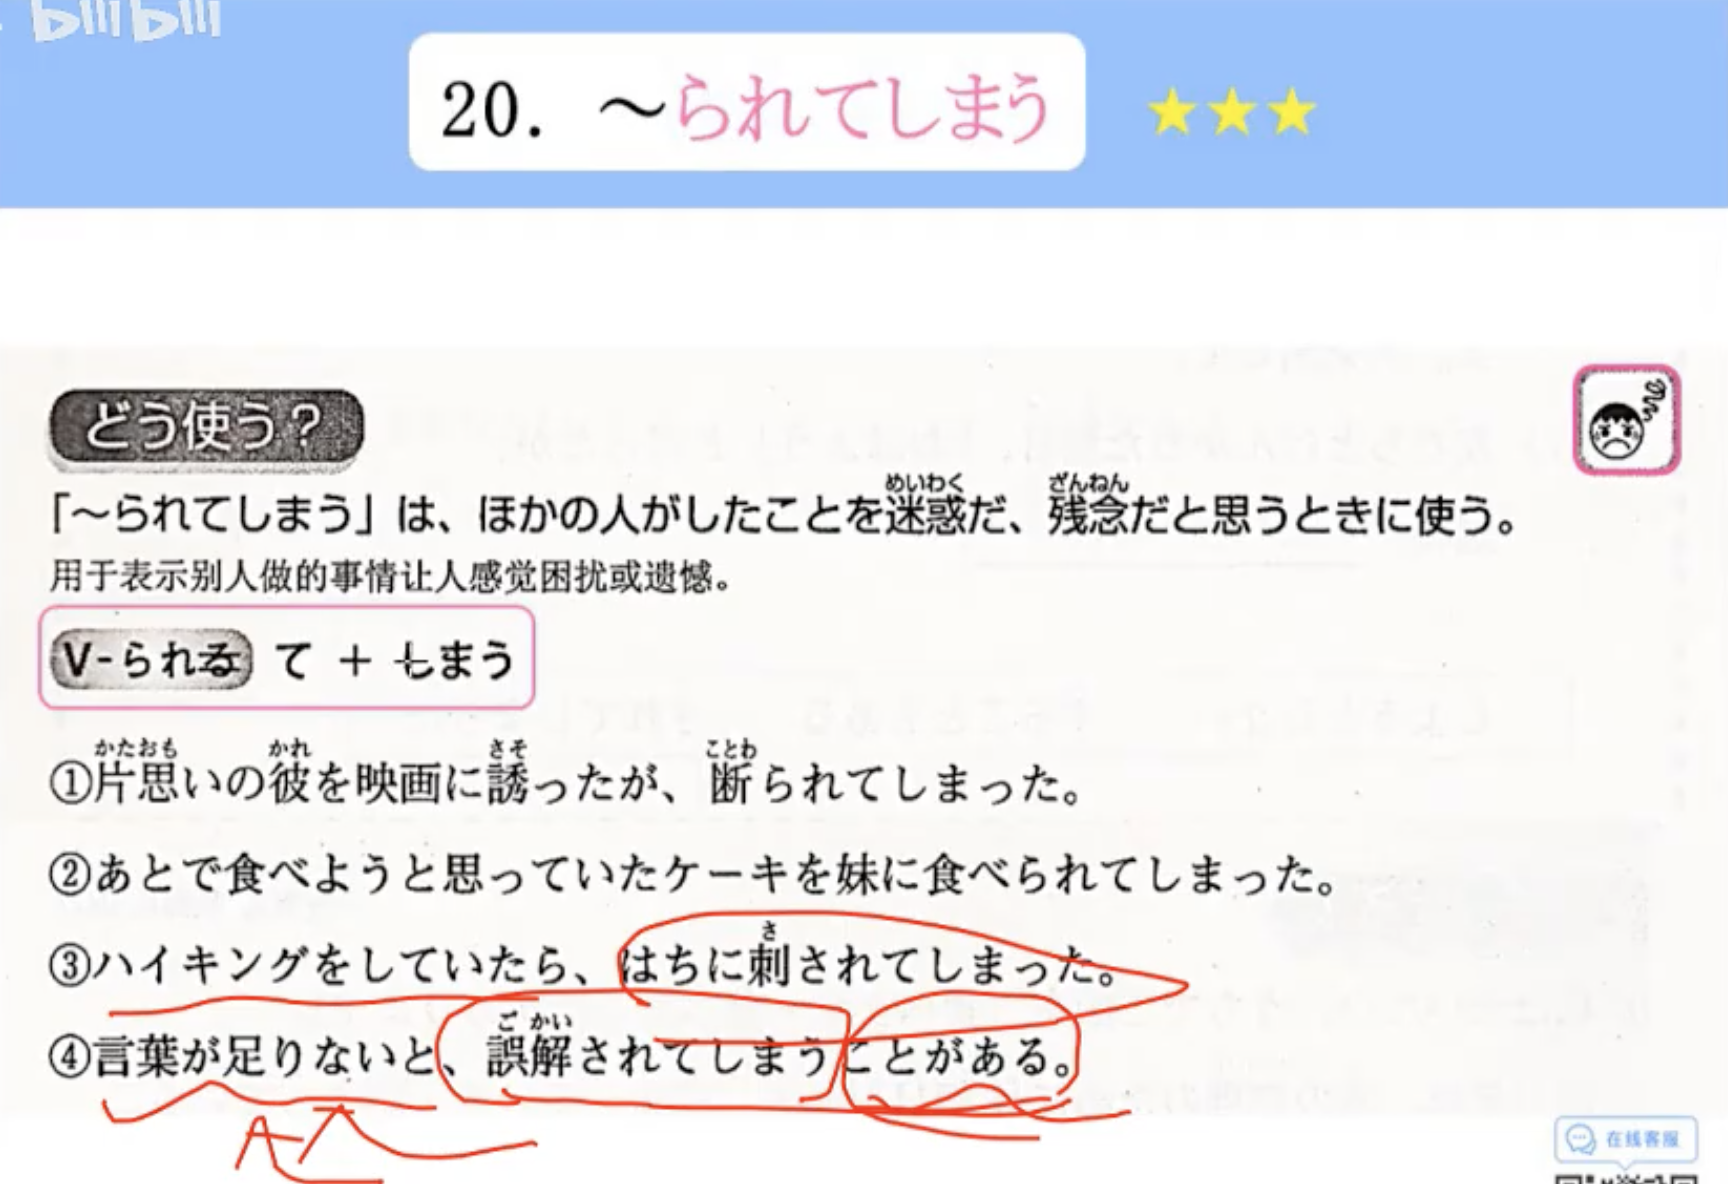 bilibili
20. ～られてしまう ★★★
どう使う？
「～られてしまう」は、ほかの人がしたことを迷惑だ、残念だと思うときに使う。
めいわく ざんねん
用于表示别人做的事情让人感觉困扰或遗憾。
V-られる て + しまう
かたおも かれ さそ ことわ
①片思いの彼を映画に誘ったが、断られてしまった。
②あとで食べようと思っていたケーキを妹に食べられてしまった。
さ
③ハイキングをしていたら、はちに刺されてしまった。
ご かい
④言葉が足りないと、誤解されてしまうことがある。
在线客服